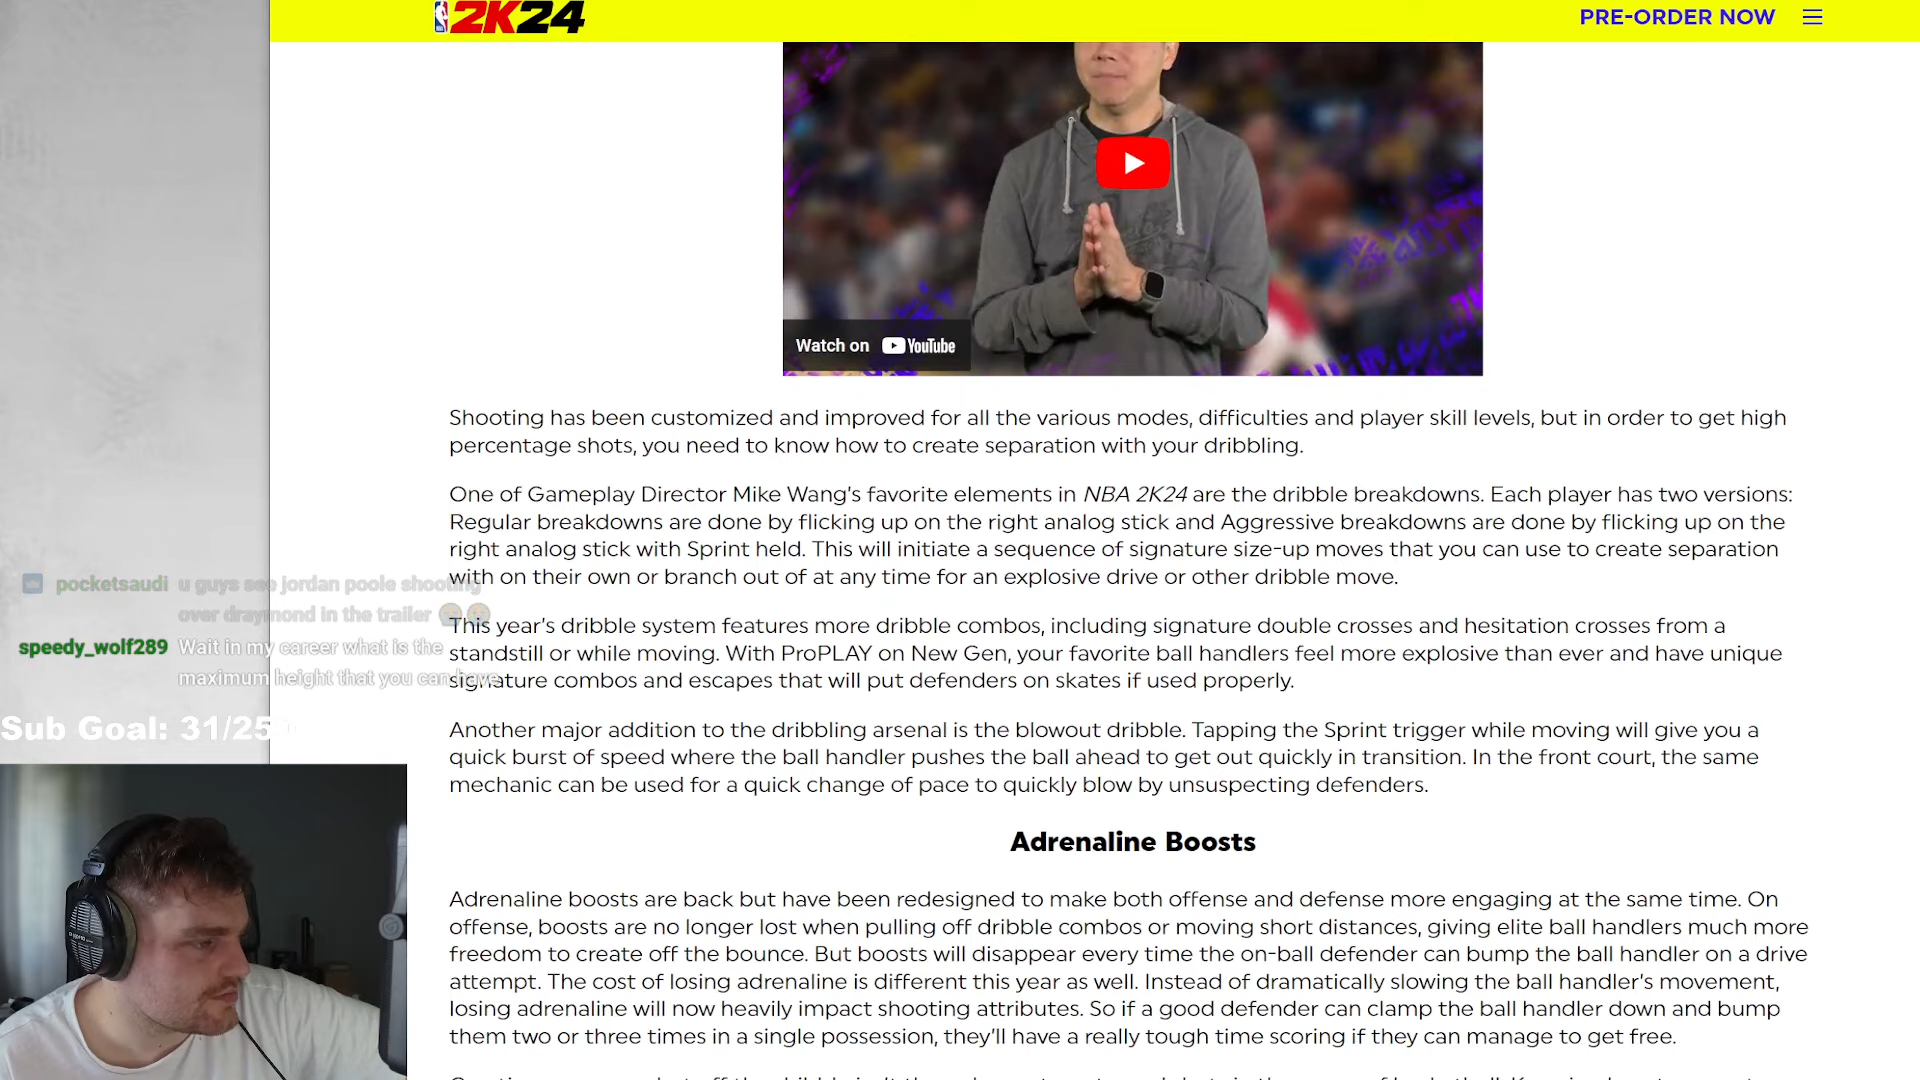 2K24
PRE-ORDER NOW
Watch on YouTube
Shooting has been customized and improved for all the various modes, difficulties and player skill levels, but in order to get high
percentage shots, you need to know how to create separation with your dribbling.
One of Gameplay Director Mike Wang's favorite elements in NBA 2K24 are the dribble breakdowns. Each player has two versions:
Regular breakdowns are done by flicking up on the right analog stick and Aggressive breakdowns are done by flicking up on the
right analog stick with Sprint held. This will initiate a sequence of signature size-up moves that you can use to create separation
with on their own or branch out of at any time for an explosive drive or other dribble move.
This year's dribble system features more dribble combos, including signature double crosses and hesitation crosses from a
standstill or while moving. With ProPLAY on New Gen, your favorite ball handlers feel more explosive than ever and have unique
signature combos and escapes that will put defenders on skates if used properly.
Another major addition to the dribbling arsenal is the blowout dribble. Tapping the Sprint trigger while moving will give you a
quick burst of speed where the ball handler pushes the ball ahead to get out quickly in transition. In the front court, the same
mechanic can be used for a quick change of pace to quickly blow by unsuspecting defenders.
Adrenaline Boosts
Adrenaline boosts are back but have been redesigned to make both offense and defense more engaging at the same time. On
offense, boosts are no longer lost when pulling off dribble combos or moving short distances, giving elite ball handlers much more
freedom to create off the bounce. But boosts will disappear every time the on-ball defender can bump the ball handler on a drive
attempt. The cost of losing adrenaline is different this year as well. Instead of dramatically slowing the ball handler's movement,
losing adrenaline will now heavily impact shooting attributes. So if a good defender can clamp the ball handler down and bump
them two or three times in a single possession, they'll have a really tough time scoring if they can manage to get free.
pocketsaudi u guys see jordan poole shooting
over draymond in the trailer
speedy_wolf289 Wait in my career what is the
maximum height that you can have
Sub Goal: 31/25